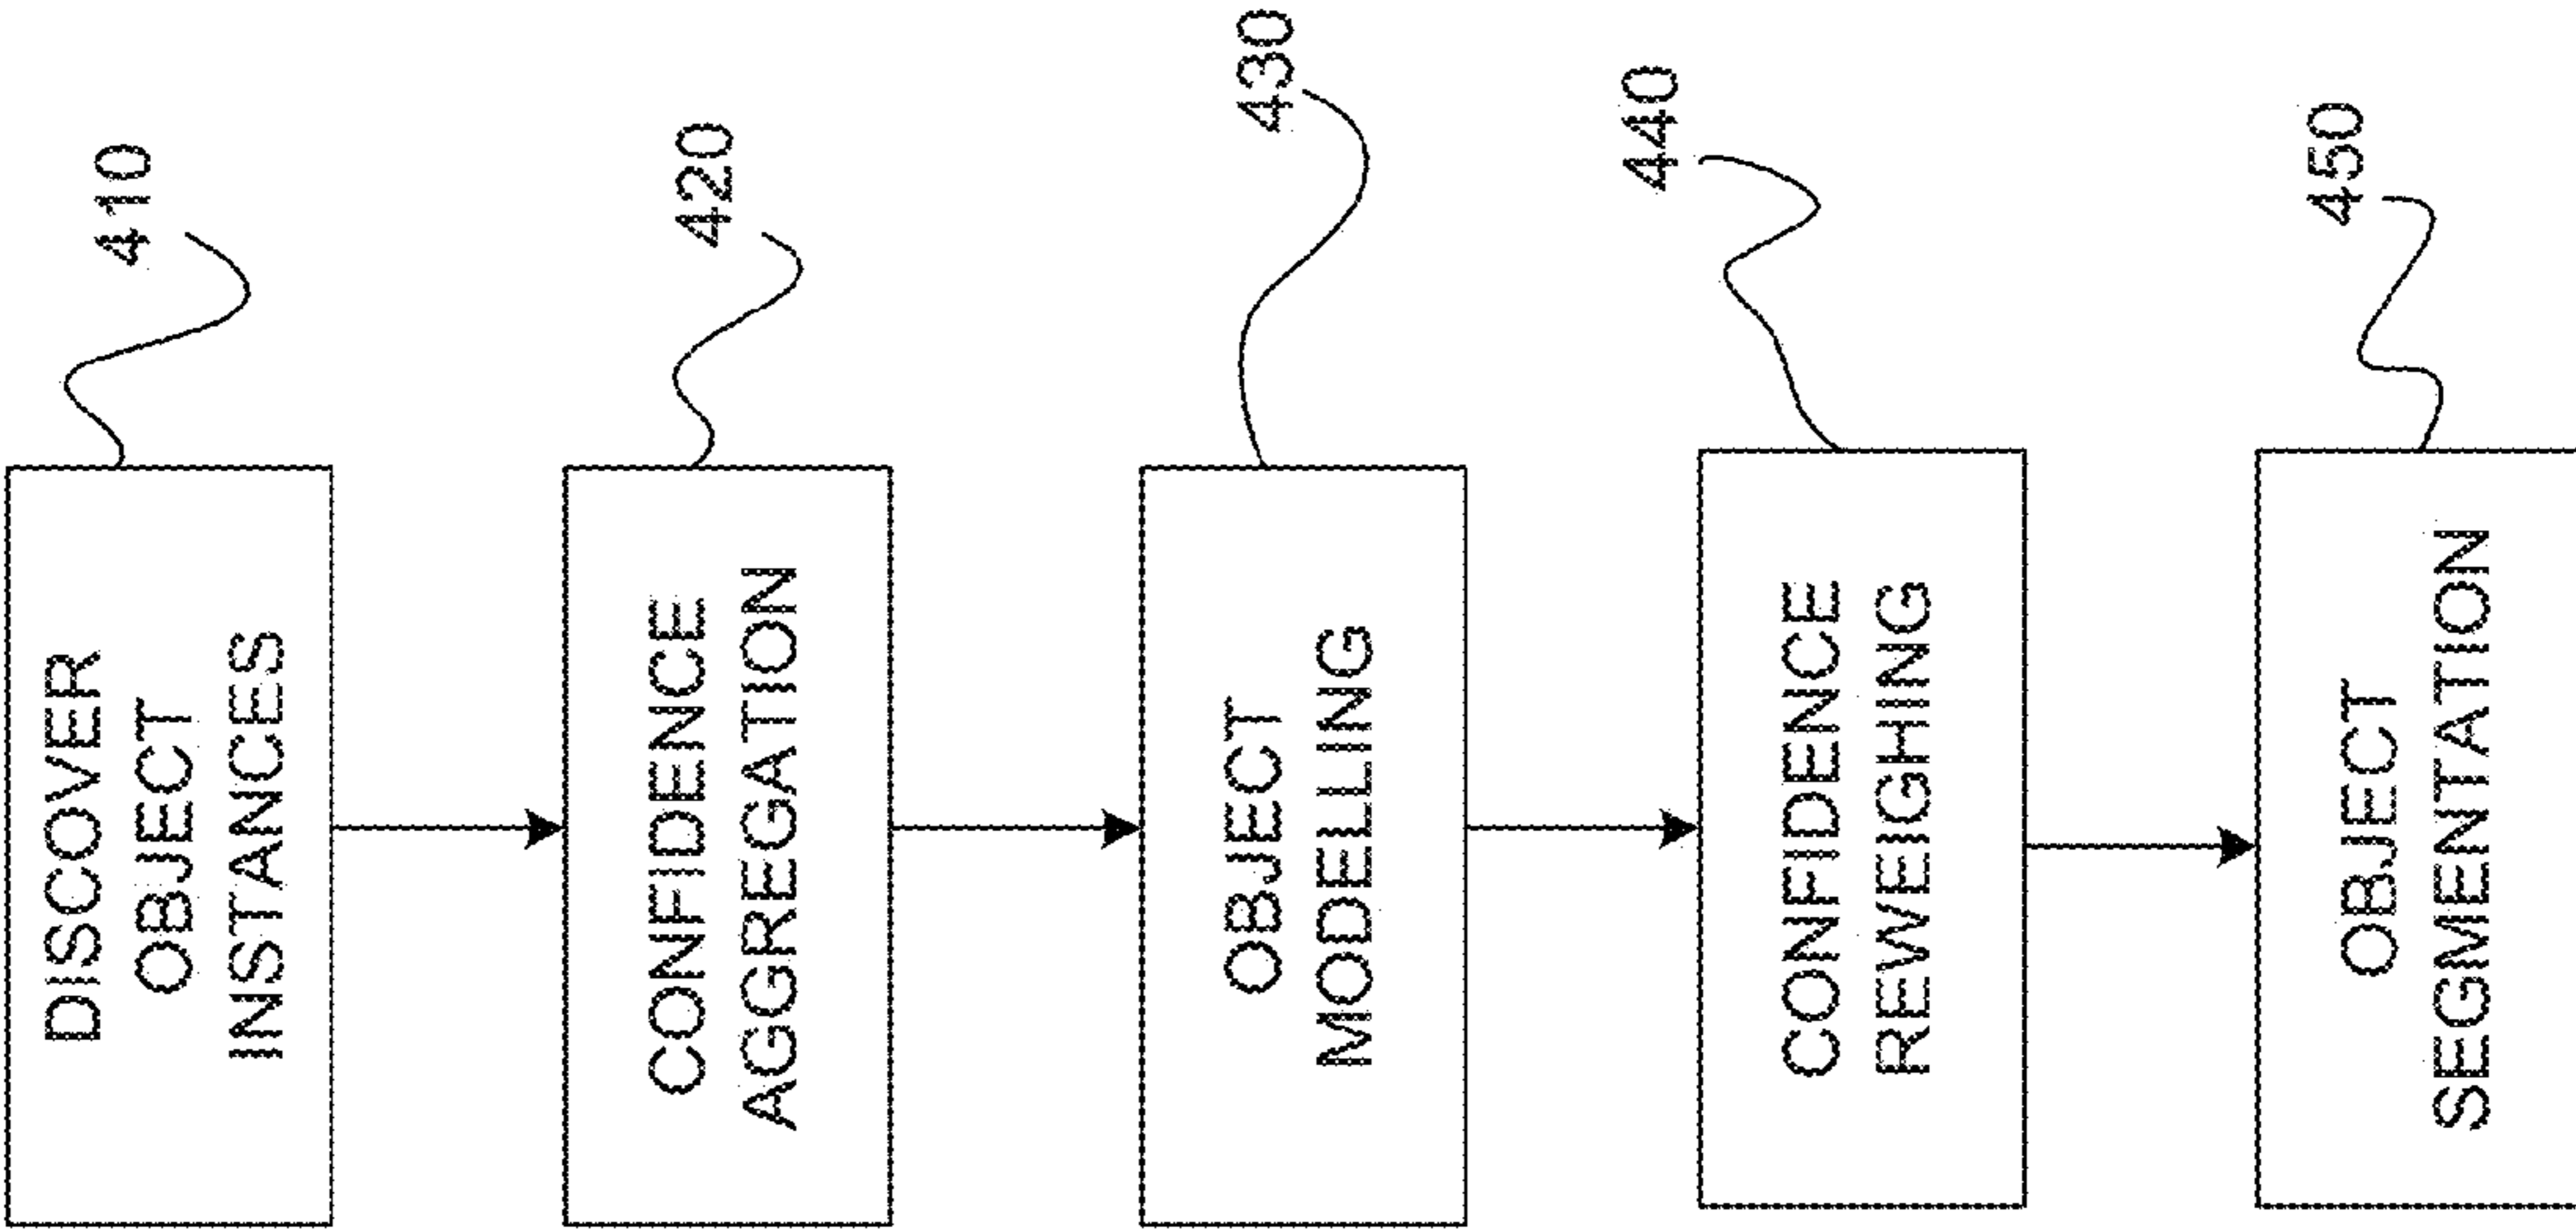 DISCOVER
OBJECT
INSTANCES
410
CONFIDENCE
AGGREGATION
420
OBJECT
MODELLING
430
CONFIDENCE
REWEIGHING
440
OBJECT
SEGMENTATION
450